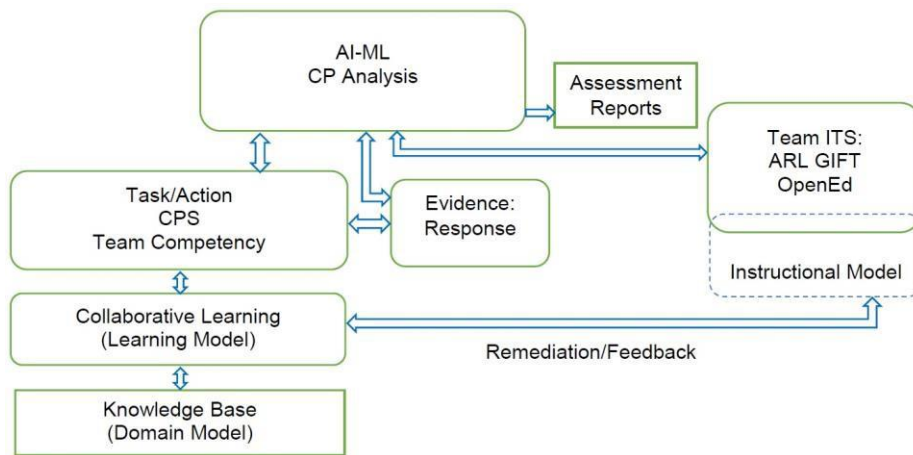 AI-ML
CP Analysis
Assessment
Reports
Team ITS:
ARL GIFT
OpenEd
Task/Action
CPS
Team Competency
Evidence:
Response
Instructional Model
Collaborative Learning
(Learning Model)
Remediation/Feedback
Knowledge Base
(Domain Model)